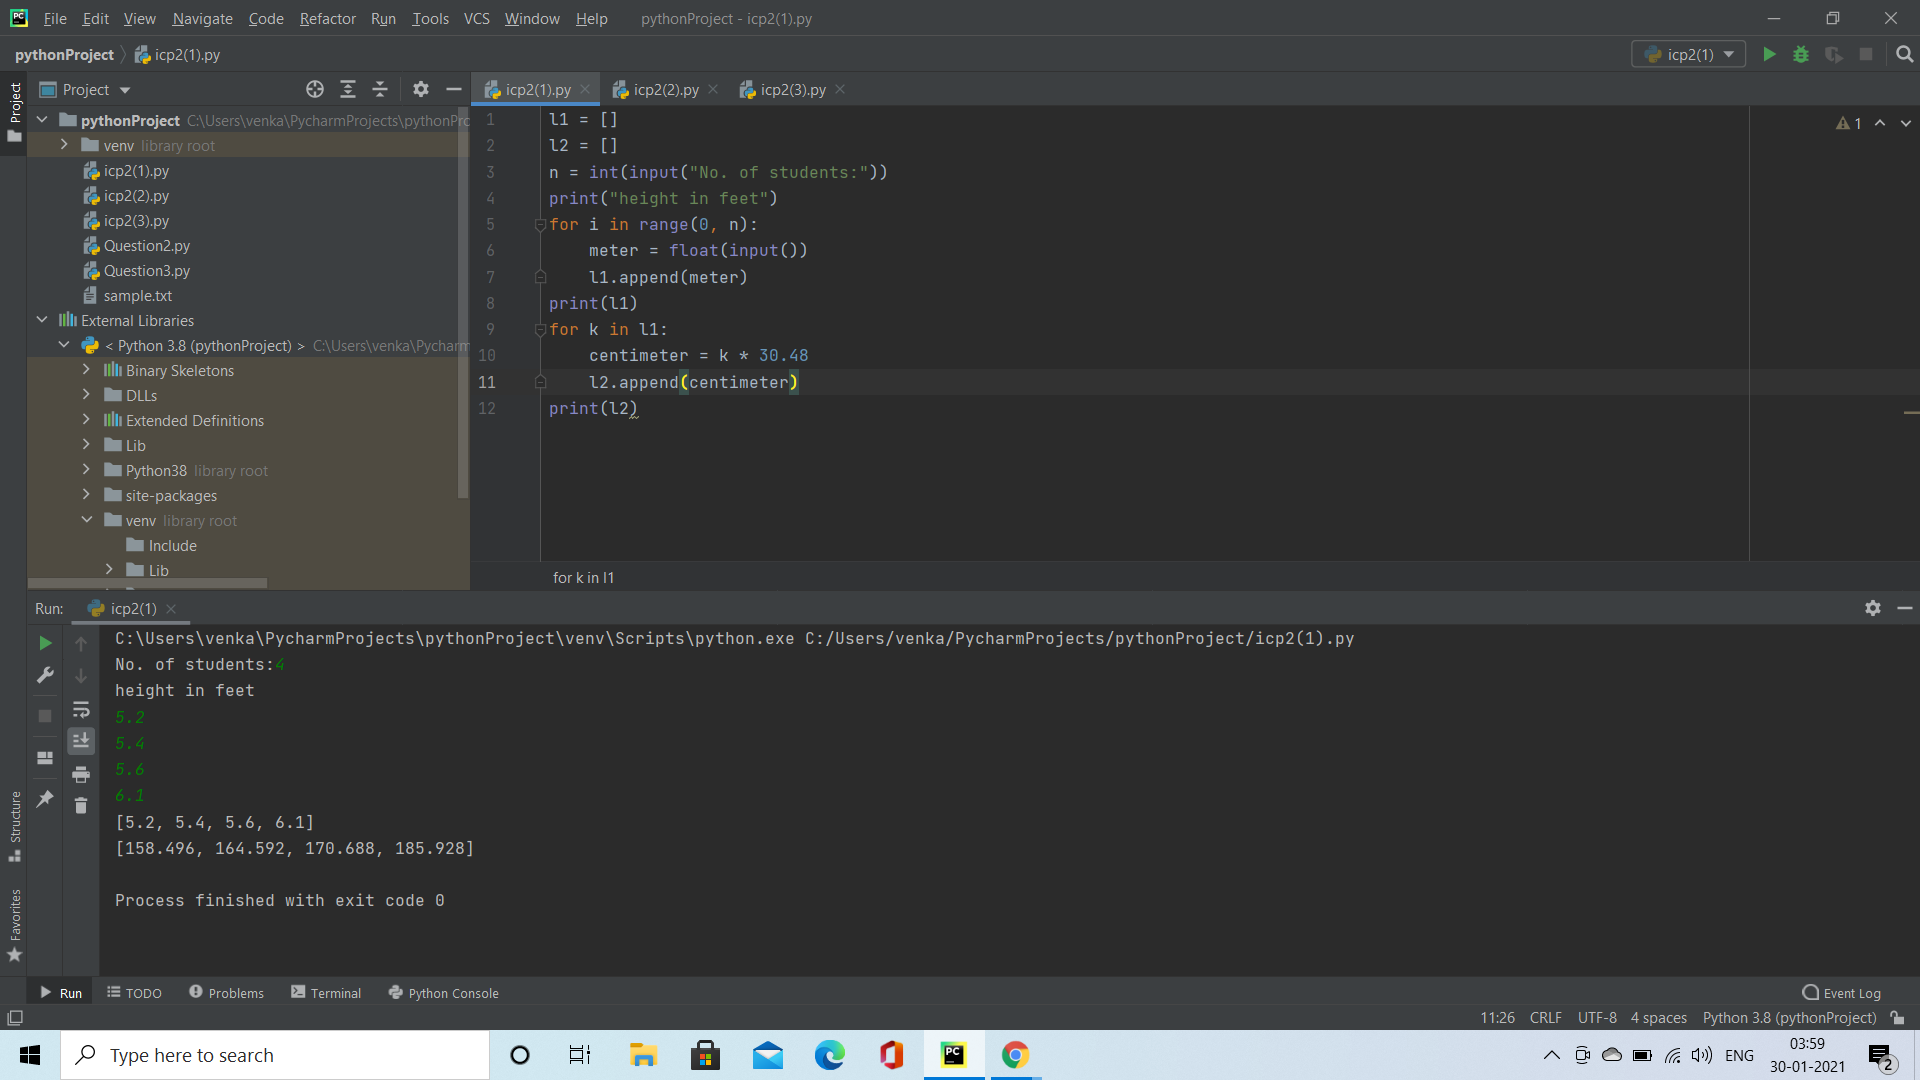 PC File Edit View Navigate Code Refactor Run Tools VCS Window Help pythonProject - icp2(1).py
pythonProject icp2(1).py icp2(1)
Project icp2(1).py icp2(2).py icp2(3).py
Project
pythonProject C:\Users\venka\PycharmProjects\pythonPr
venv library root
icp2(1).py
icp2(2).py
icp2(3).py
Question2.py
Question3.py
sample.txt
External Libraries
< Python 3.8 (pythonProject) > C:\Users\venka\Pycharm
Binary Skeletons
DLLs
Extended Definitions
Lib
Python38 library root
site-packages
venv library root
Include
Lib
1 l1 = []
2 l2 = []
3 n = int(input("No. of students:"))
4 print("height in feet")
5 for i in range(0, n):
6 meter = float(input())
7 l1.append(meter)
8 print(l1)
9 for k in l1:
10 centimeter = k * 30.48
11 l2.append(centimeter)
12 print(l2)
1
for k in l1
Run: icp2(1)
C:\Users\venka\PycharmProjects\pythonProject\venv\Scripts\python.exe C:/Users/venka/PycharmProjects/pythonProject/icp2(1).py
No. of students:4
height in feet
5.2
5.4
5.6
6.1
[5.2, 5.4, 5.6, 6.1]
[158.496, 164.592, 170.688, 185.928]
Process finished with exit code 0
Structure
Favorites
Run TODO Problems Terminal Python Console Event Log
11:26 CRLF UTF-8 4 spaces Python 3.8 (pythonProject)
Type here to search PC ENG 03:59
30-01-2021 2